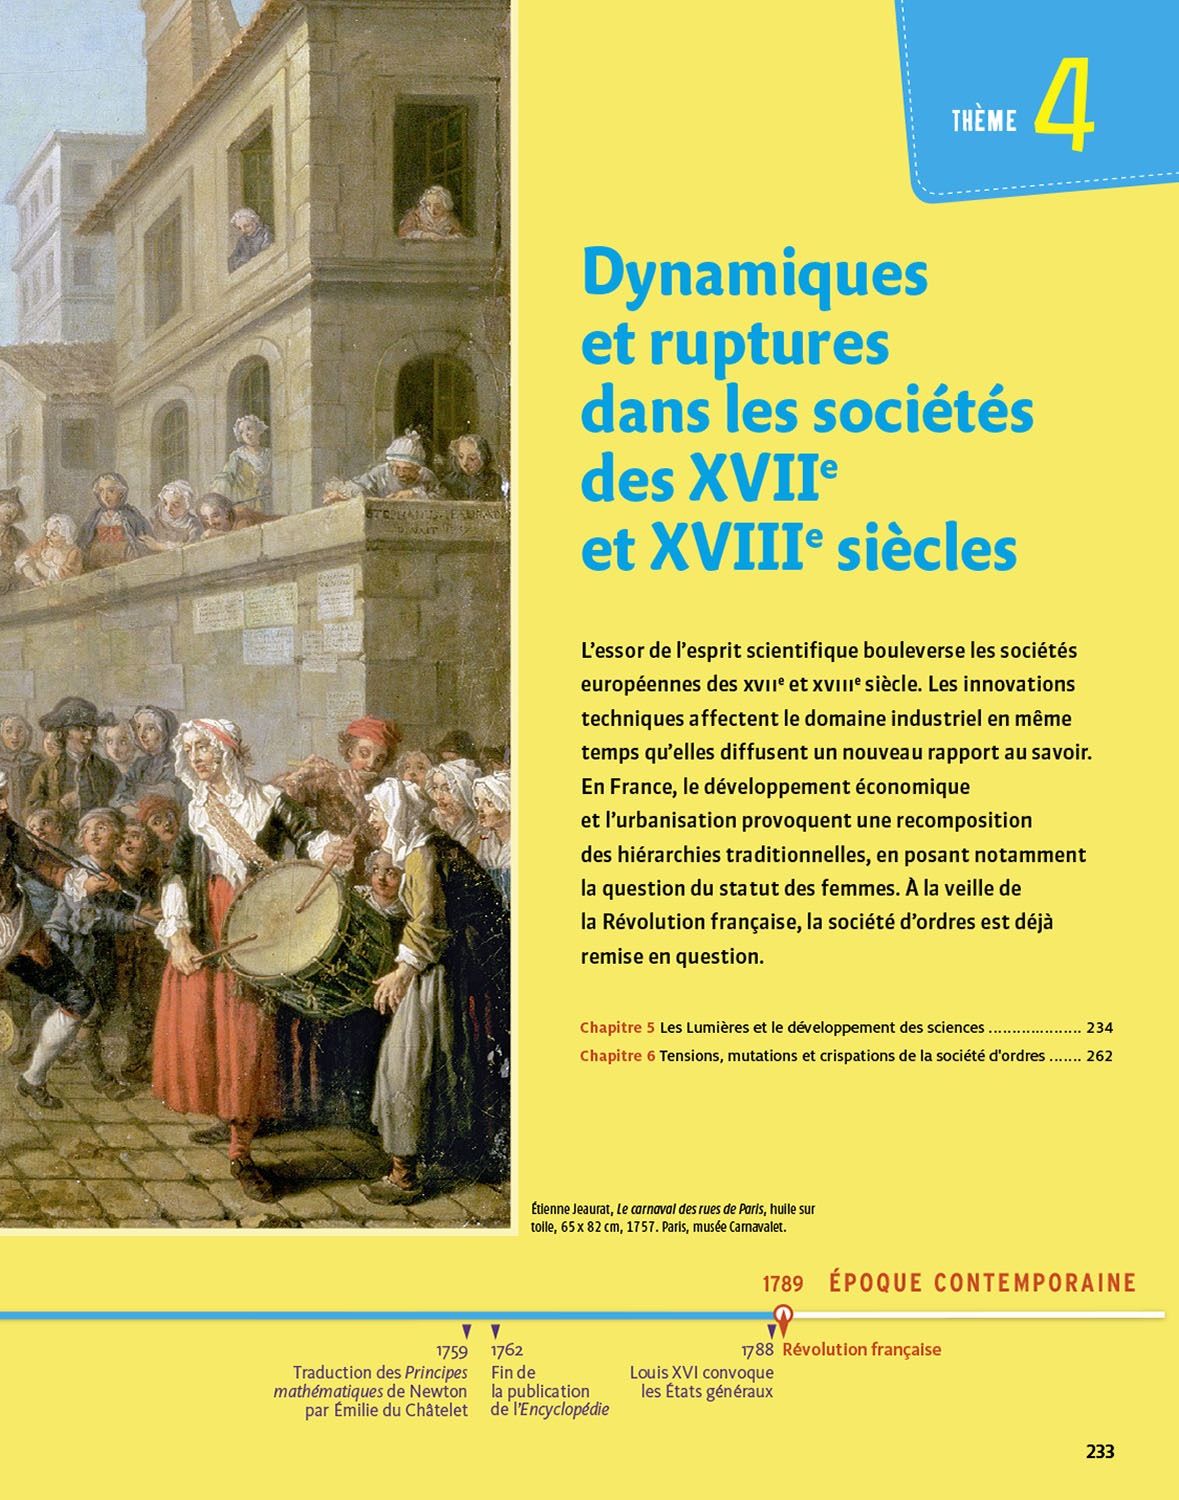 THÈME 4
Dynamiques
et ruptures
dans les sociétés
des XVIIe
et XVIIIe siècles
L’essor de l’esprit scientifique bouleverse les sociétés
européennes des XVIIe et XVIIIe siècle. Les innovations
techniques affectent le domaine industriel en même
temps qu’elles diffusent un nouveau rapport au savoir.
En France, le développement économique
et l’urbanisation provoquent une recomposition
des hiérarchies traditionnelles, en posant notamment
la question du statut des femmes. À la veille de
la Révolution française, la société d’ordres est déjà
remise en question.
Chapitre 5 Les Lumières et le développement des sciences .................... 234
Chapitre 6 Tensions, mutations et crispations de la société d'ordres ....... 262
Étienne Jeaurat, Le carnaval des rues de Paris, huile sur
toile, 65 x 82 cm, 1757. Paris, musée Carnavalet.
1789 ÉPOQUE CONTEMPORAINE
1759
Traduction des Principes
mathématiques de Newton
par Émilie du Châtelet
1762
Fin de
la publication
de l’Encyclopédie
1788
Louis XVI convoque
les États généraux
Révolution française
233